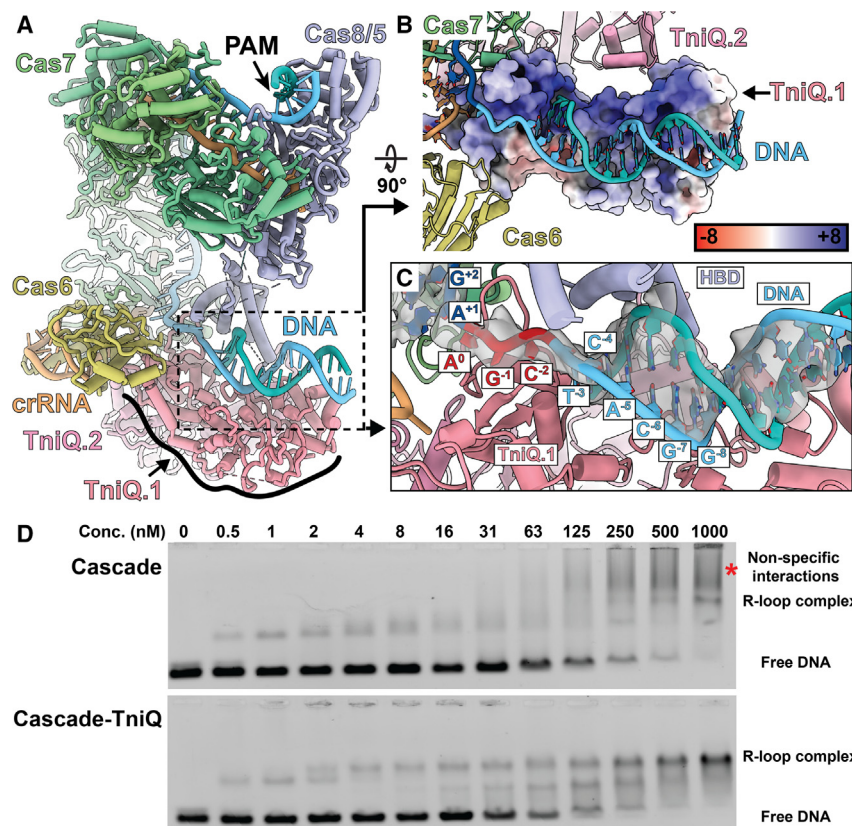 A
Cas7
PAM
Cas8/5
Cas6
crRNA
TniQ.2
TniQ.1
DNA
90°
B
Cas7
TniQ.2
TniQ.1
DNA
Cas6
-8 +8
C
G+2
A+1
A0
G-1
C-2
T-3
C-4
A-5
C-6
G-7
G-8
HBD
DNA
TniQ.1
D
Conc. (nM) 0 0.5 1 2 4 8 16 31 63 125 250 500 1000
Cascade
*
Non-specific
interactions
R-loop complex
Free DNA
Cascade-TniQ
R-loop complex
Free DNA